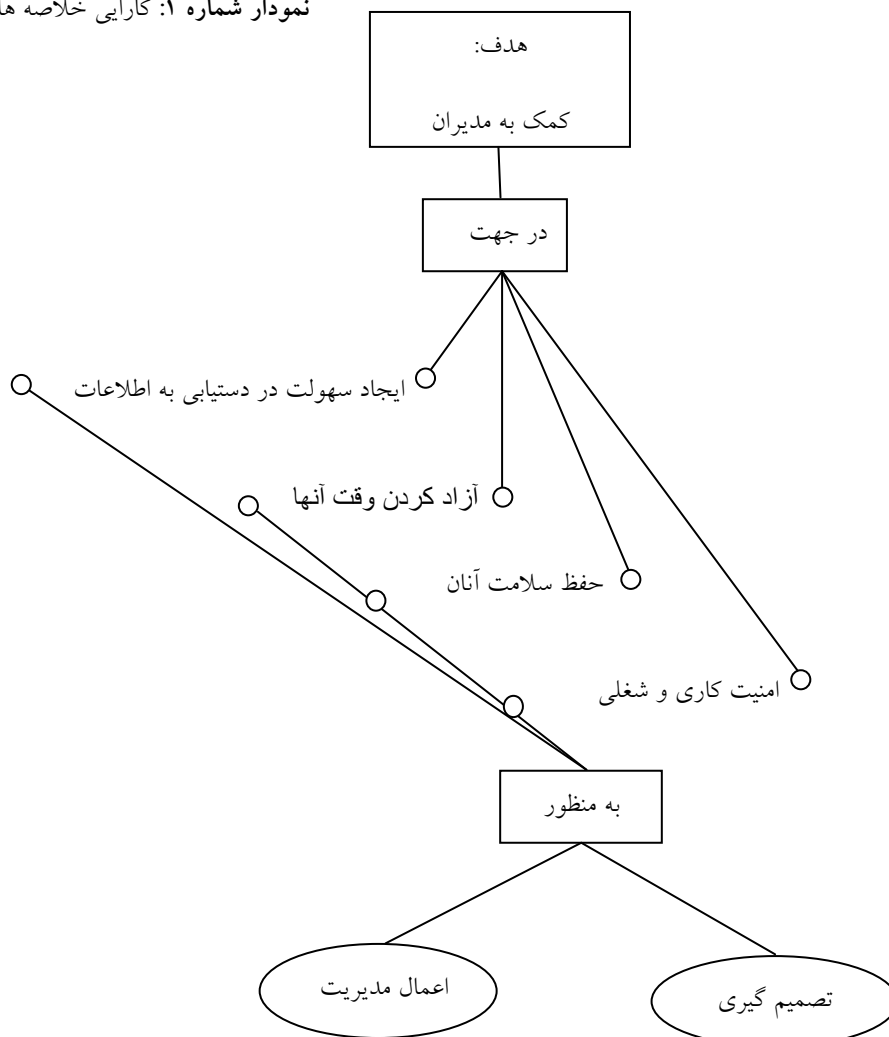 نمودار شماره ۱: کارایی خلاصه ها
هدف:
کمک به مدیران
در جهت
ایجاد سهولت در دستیابی به اطلاعات
آزاد کردن وقت آنها
حفظ سلامت آنان
امنیت کاری و شغلی
به منظور
اعمال مدیریت
تصمیم گیری